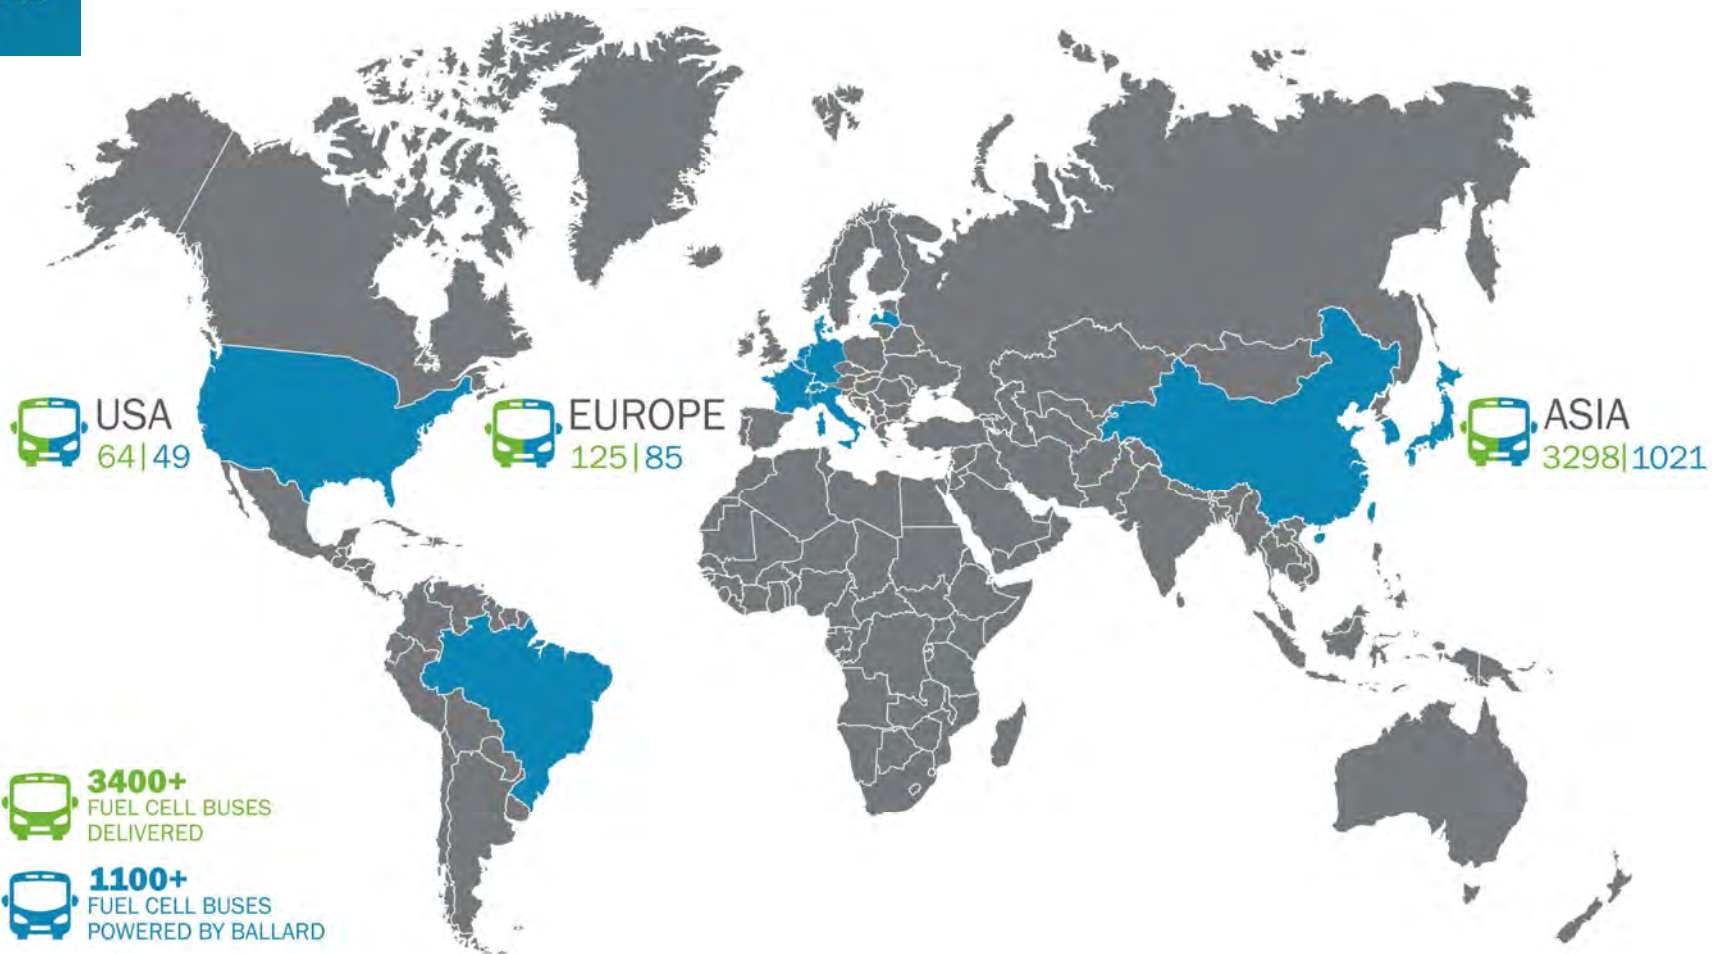 USA
64|49
EUROPE
125|85
ASIA
3298|1021
3400+
FUEL CELL BUSES
DELIVERED
1100+
FUEL CELL BUSES
POWERED BY BALLARD